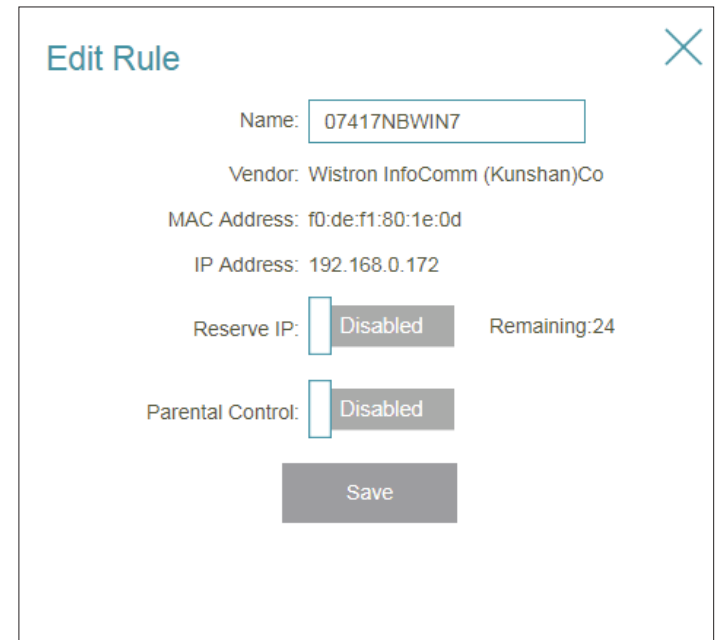 Edit Rule
Name: 07417NBWIN7
Vendor: Wistron InfoComm (Kunshan)Co
MAC Address: f0:de:f1:80:1e:0d
IP Address: 192.168.0.172
Reserve IP: Disabled Remaining:24
Parental Control: Disabled
Save